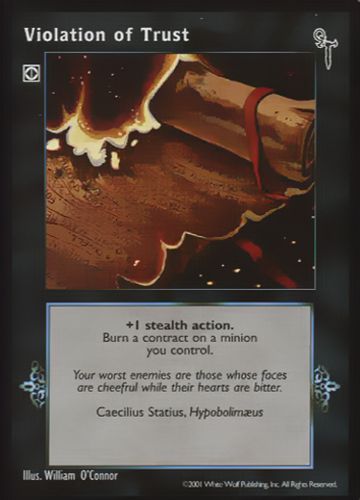 Violation of Trust
+1 stealth action.
Burn a contract on a minion
you control.
Your worst enemies are those whose faces
are cheerful while their hearts are bitter.
Caecilius Statius, Hypobolimæus
Illus. William O'Connor
©2001 White Wolf Publishing, Inc. All Rights Reserved.